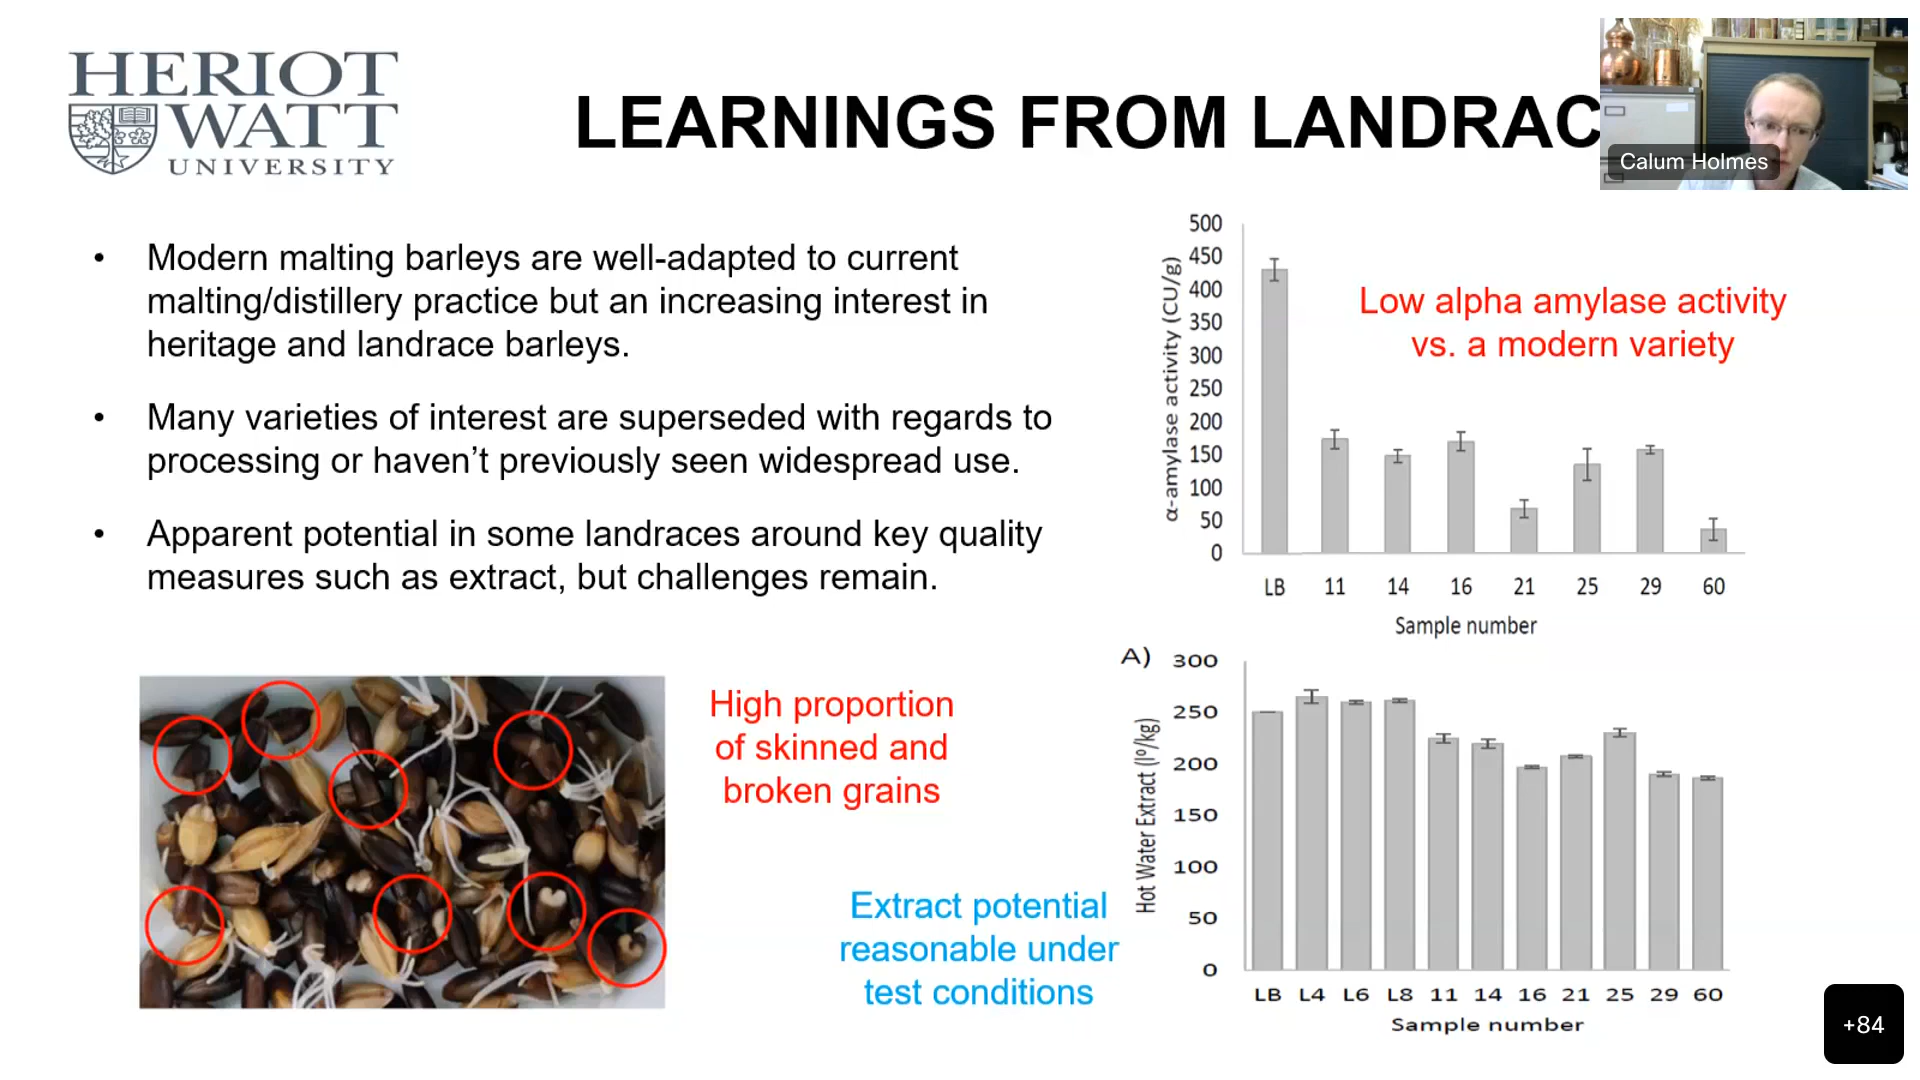 HERIOT
WATT
UNIVERSITY
LEARNINGS FROM LANDRAC
Calum Holmes
• Modern malting barleys are well-adapted to current
malting/distillery practice but an increasing interest in
heritage and landrace barleys.
• Many varieties of interest are superseded with regards to
processing or haven’t previously seen widespread use.
• Apparent potential in some landraces around key quality
measures such as extract, but challenges remain.
High proportion
of skinned and
broken grains
Extract potential
reasonable under
test conditions
Low alpha amylase activity
vs. a modern variety
α-amylase activity (CU/g)
500
450
400
350
300
250
200
150
100
50
0
LB 11 14 16 21 25 29 60
Sample number
A)
Hot Water Extract (l°/kg)
300
250
200
150
100
50
0
LB L4 L6 L8 11 14 16 21 25 29 60
Sample number
+84